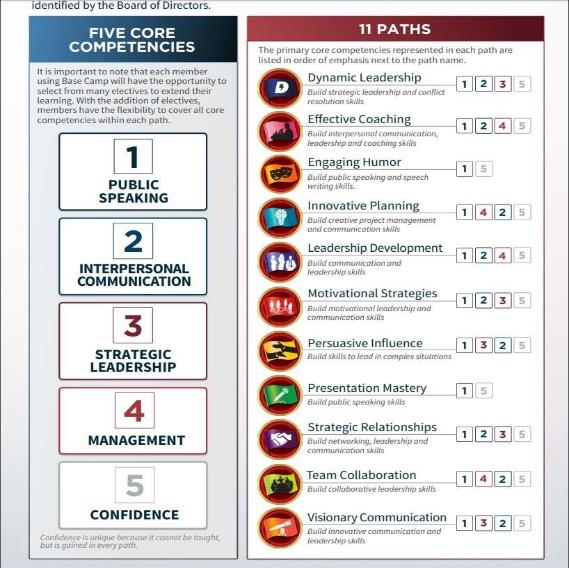 identified by the Board of Directors.
FIVE CORE
COMPETENCIES
It is important to note that each member
using Base Camp will have the opportunity to
select from many electives to extend their
learning. With the addition of electives,
members have the flexibility to cover all core
competencies within each path.
1
PUBLIC
SPEAKING
2
INTERPERSONAL
COMMUNICATION
3
STRATEGIC
LEADERSHIP
4
MANAGEMENT
5
CONFIDENCE
Confidence is unique because it cannot be taught,
but is gained in every path.
11 PATHS
The primary core competencies represented in each path are
listed in order of emphasis next to the path name.
Dynamic Leadership 1 2 3 5
Build strategic leadership and conflict
resolution skills
Effective Coaching 1 2 4 5
Build interpersonal communication,
leadership and coaching skills
Engaging Humor 1 5
Build public speaking and speech
writing skills.
Innovative Planning 1 4 2 5
Build creative project management
and communication skills
Leadership Development 1 2 4 5
Build communication and
leadership skills
Motivational Strategies 1 2 3 5
Build motivational leadership and
communication skills
Persuasive Influence 1 3 2 5
Build skills to lead in complex situations
Presentation Mastery 1 5
Build public speaking skills
Strategic Relationships 1 2 3 5
Build networking, leadership and
communication skills
Team Collaboration 1 4 2 5
Build collaborative leadership skills
Visionary Communication 1 3 2 5
Build innovative communication and
leadership skills